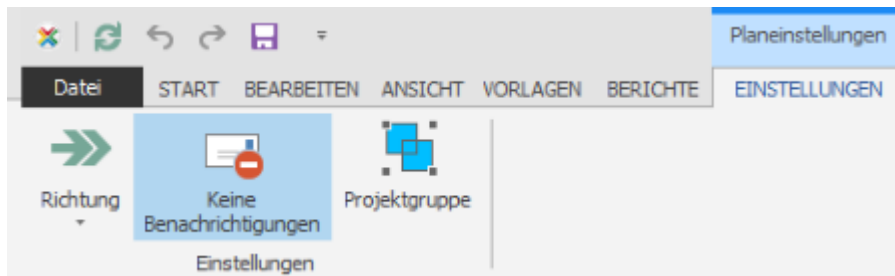 Planeinstellungen
Datei START BEARBEITEN ANSICHT VORLAGEN BERICHTE EINSTELLUNGEN
Richtung Keine Benachrichtigungen Projektgruppe
Einstellungen